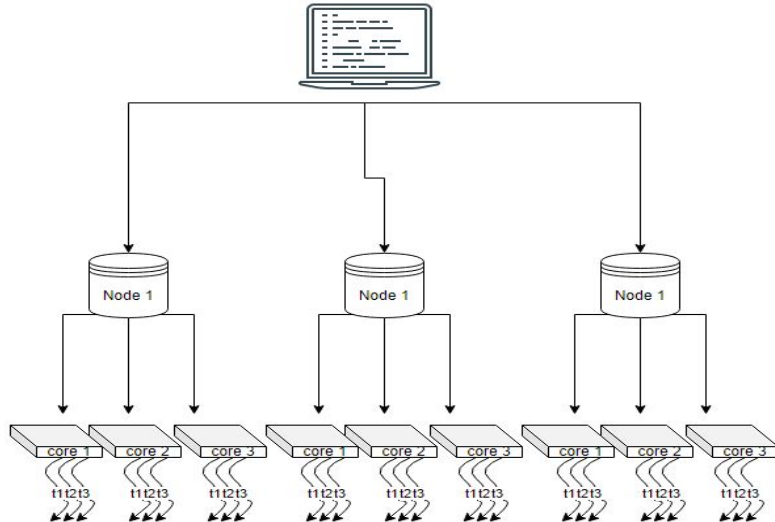 Node 1 Node 1 Node 1
core 1 core 2 core 3 core 1 core 2 core 3 core 1 core 2 core 3
t1t2t3 t1t2t3 t1t2t3 t1t2t3 t1t2t3 t1t2t3 t1t2t3 t1t2t3 t1t2t3